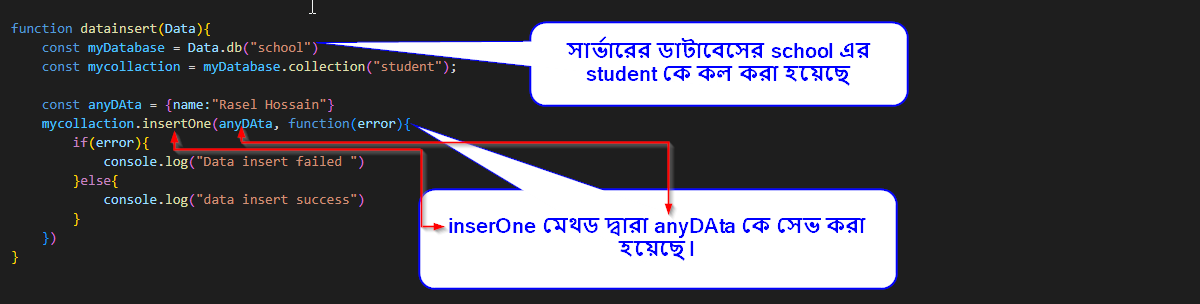 function datainsert(Data){
const myDatabase = Data.db("school")
const mycollaction = myDatabase.collection("student");
const anyDAta = {name:"Rasel Hossain"}
mycollaction.insertOne(anyDAta, function(error){
if(error){
console.log("Data insert failed ")
}else{
console.log("data insert success")
}
})
}
সার্ভারের ডাটাবেসের school এর
student কে কল করা হয়েছে
inserOne মেথড দ্বারা anyDAta কে সেভ করা
হয়েছে।